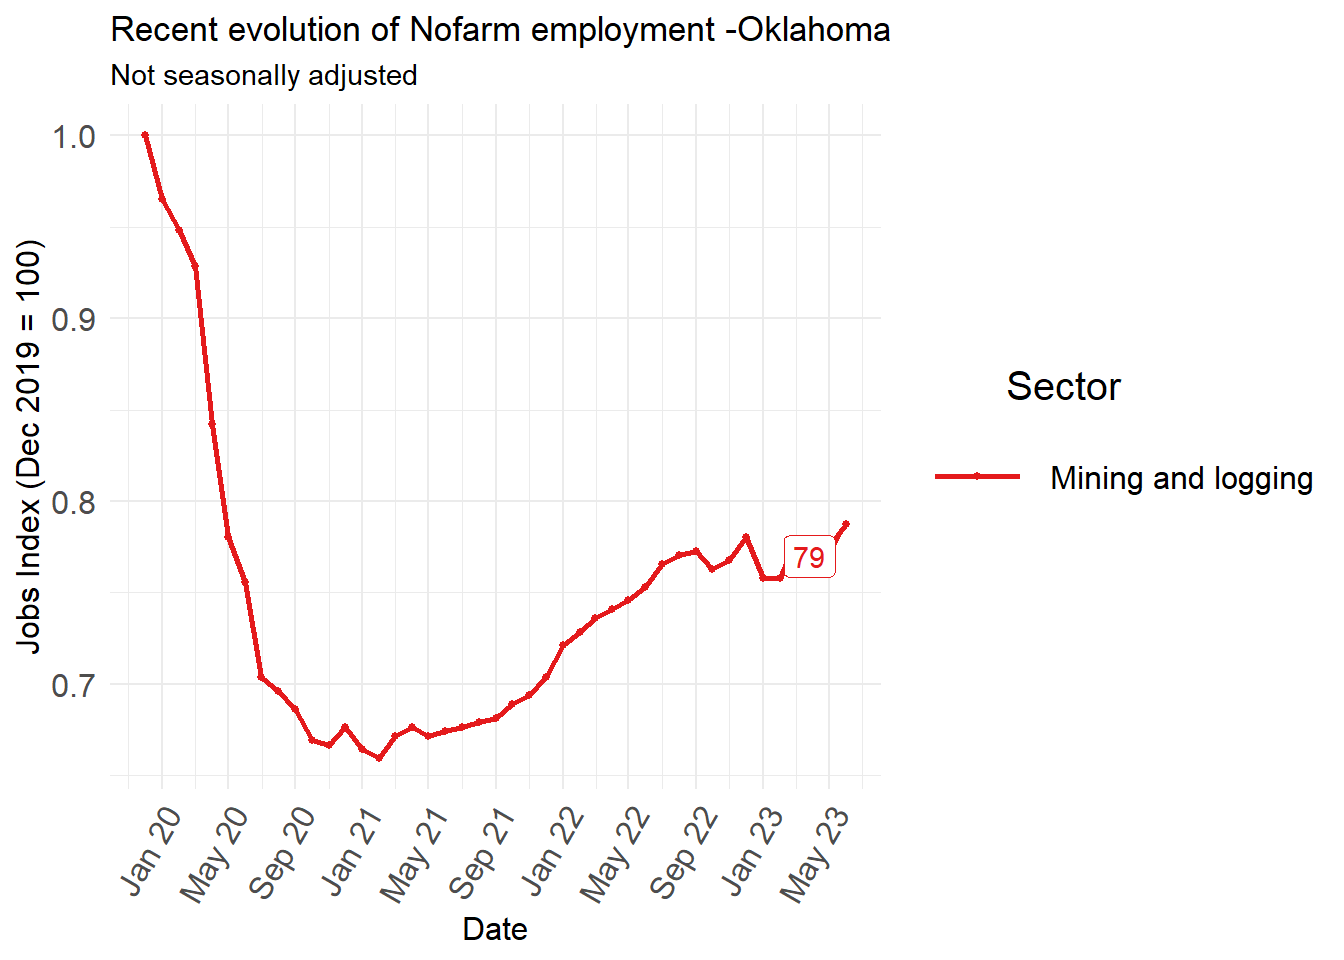 Recent evolution of Nofarm employment -Oklahoma
Not seasonally adjusted
Jobs Index (Dec 2019 = 100)
1.0
0.9
0.8
0.7
79
Jan 20
May 20
Sep 20
Jan 21
May 21
Sep 21
Jan 22
May 22
Sep 22
Jan 23
May 23
Date
Sector
Mining and logging